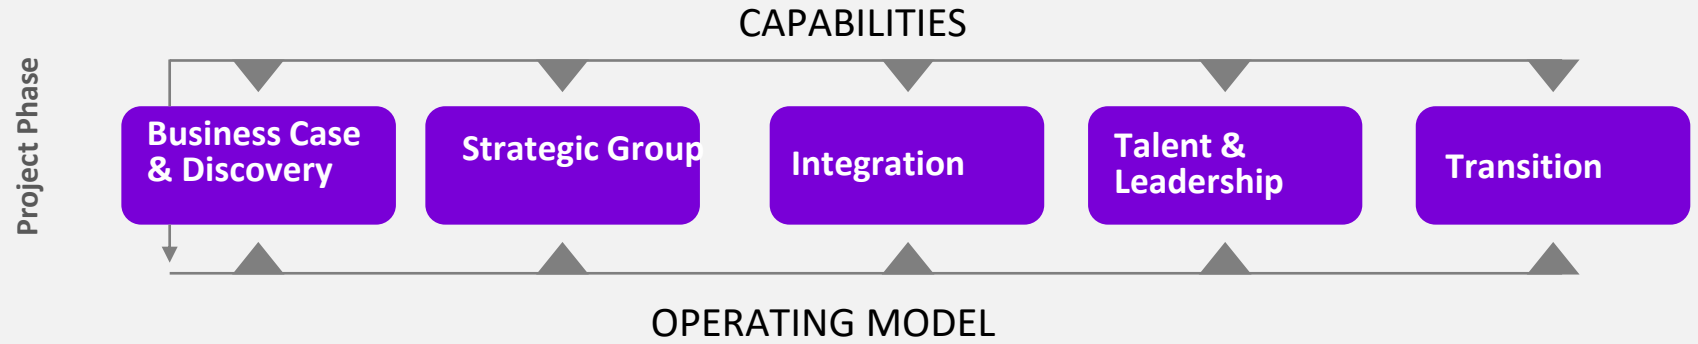 CAPABILITIES
Project Phase
Business Case
& Discovery
Strategic Group
Integration
Talent &
Leadership
Transition
OPERATING MODEL